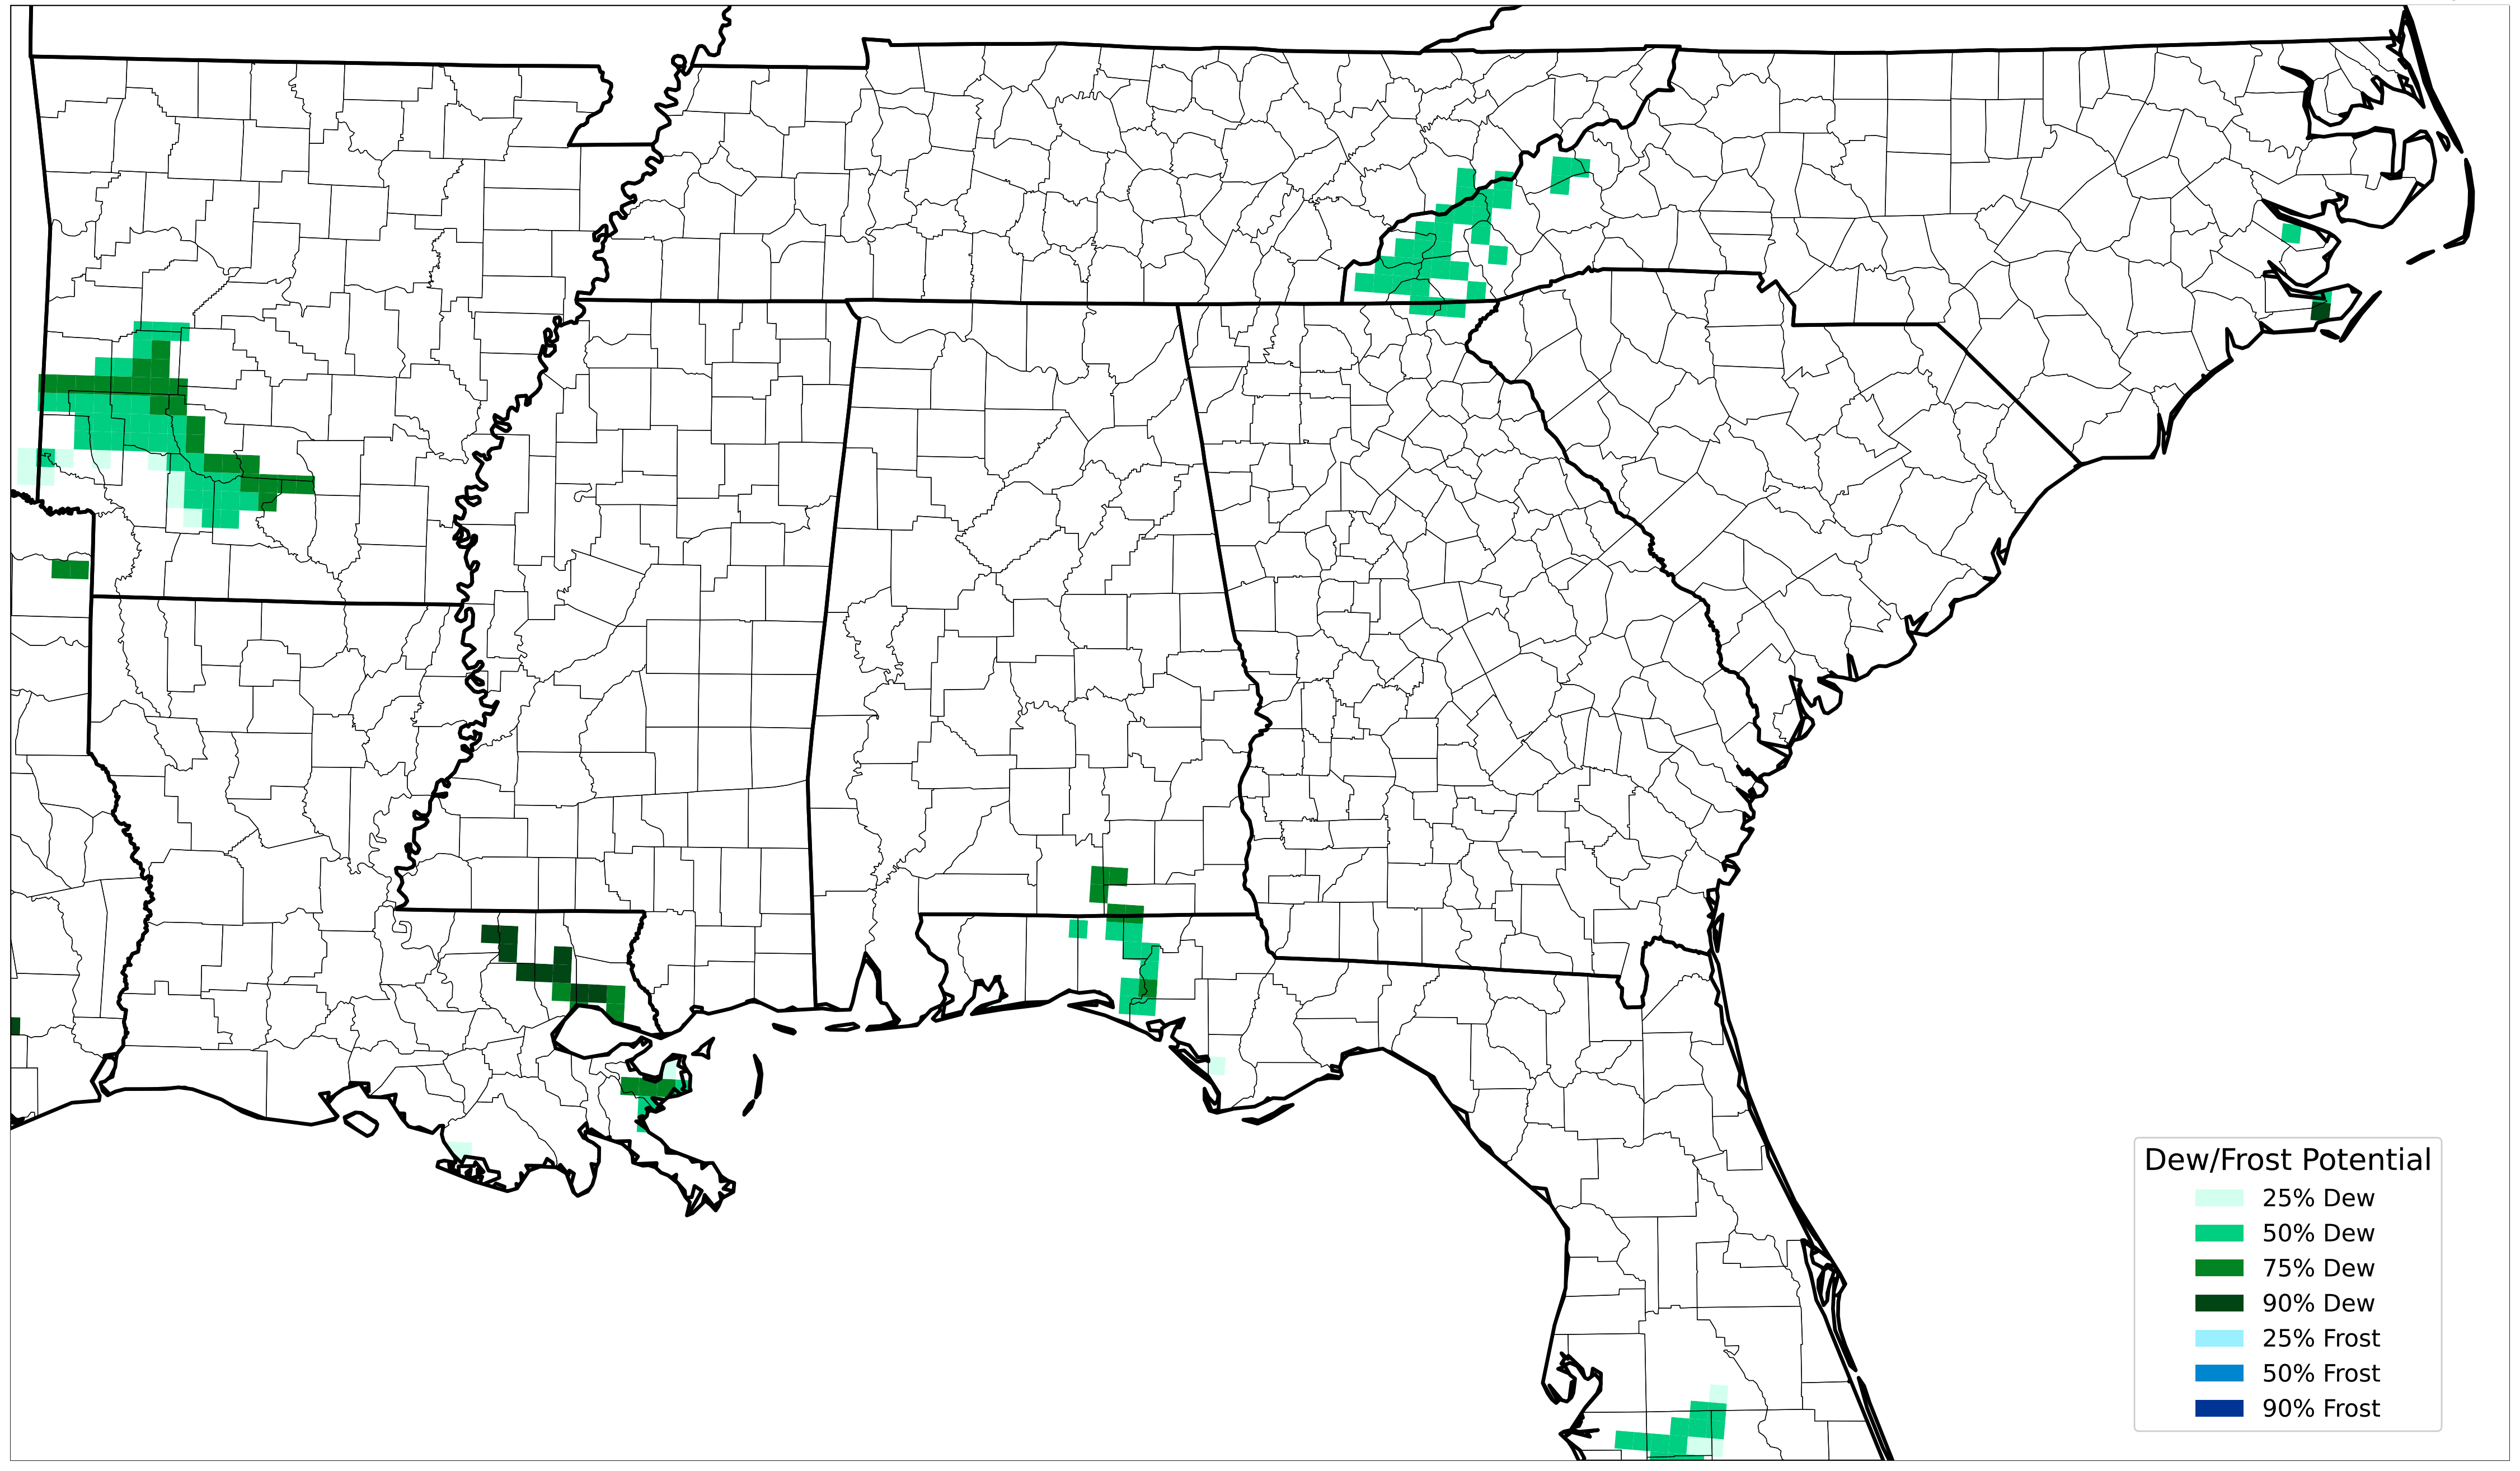 Dew/Frost Potential
25% Dew
50% Dew
75% Dew
90% Dew
25% Frost
50% Frost
90% Frost